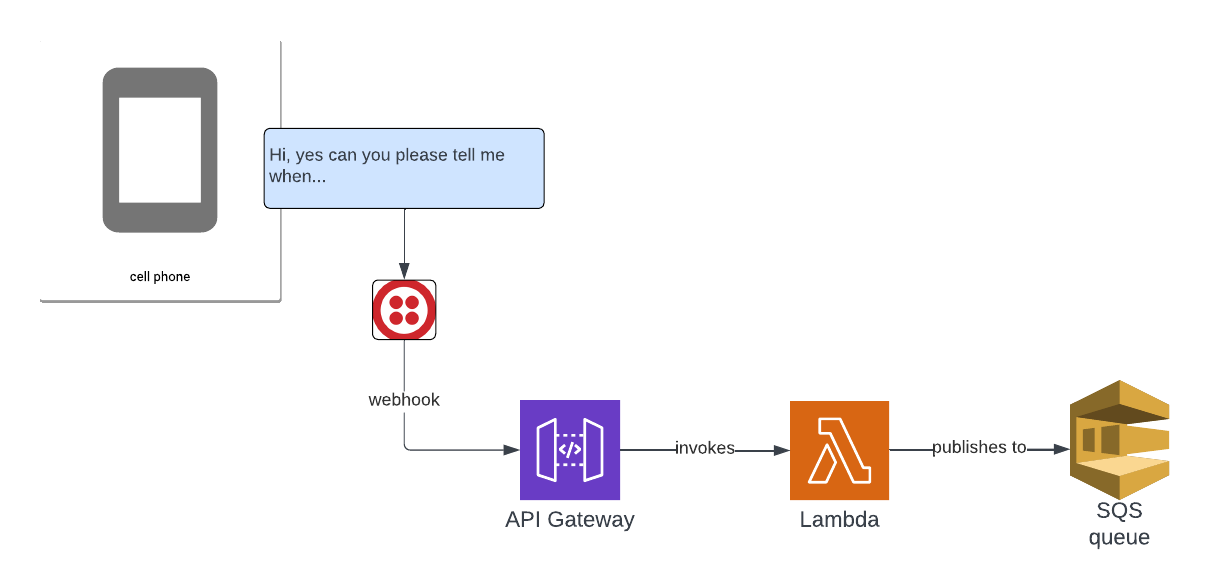 Hi, yes can you please tell me
when...
cell phone
webhook
invokes
publishes to
API Gateway
Lambda
SQS
queue